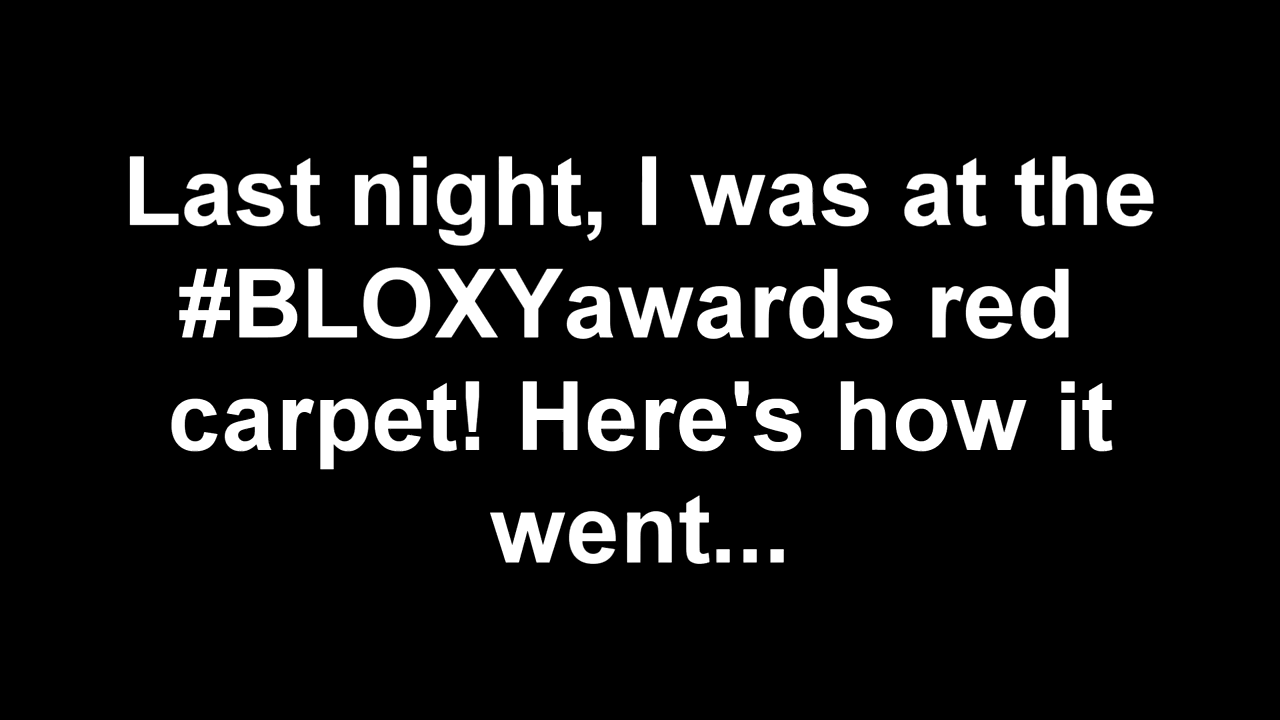 Last night, I was at the
#BLOXYawards red
carpet! Here's how it
went...